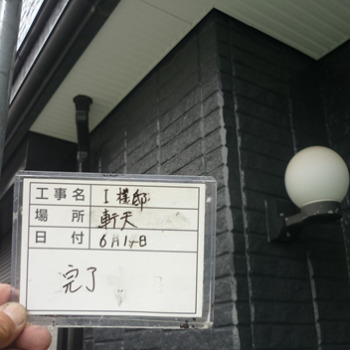 工事名 I様邸
場所 軒天
日付 6月14日
完了